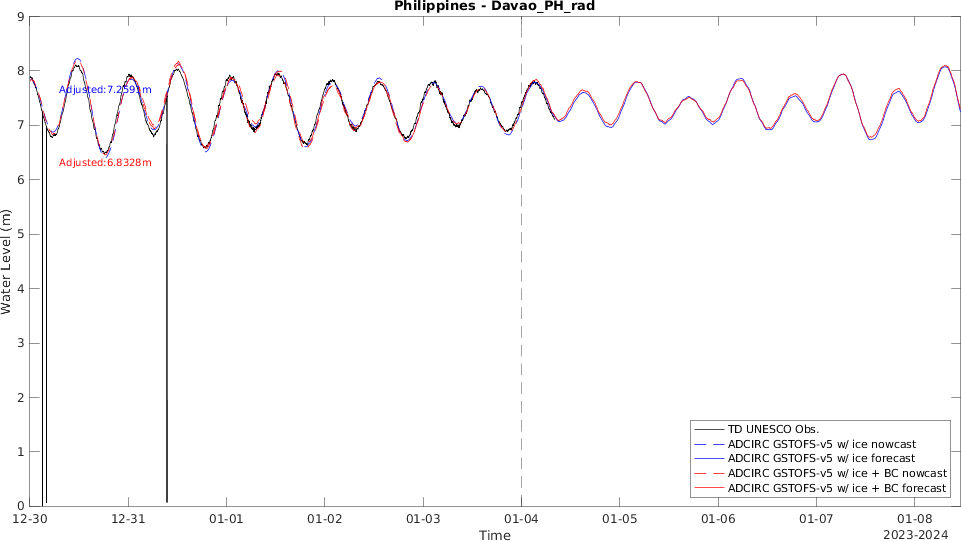 Philippines - Davao_PH_rad
9
8
7
6
5
4
3
2
1
0
Water Level (m)
Adjusted:7.2591m
Adjusted:6.8328m
TD UNESCO Obs.
ADCIRC GSTOFS-v5 w/ ice nowcast
ADCIRC GSTOFS-v5 w/ ice forecast
ADCIRC GSTOFS-v5 w/ ice + BC nowcast
ADCIRC GSTOFS-v5 w/ ice + BC forecast
12-30 12-31 01-01 01-02 01-03 01-04 01-05 01-06 01-07 01-08
Time
2023-2024